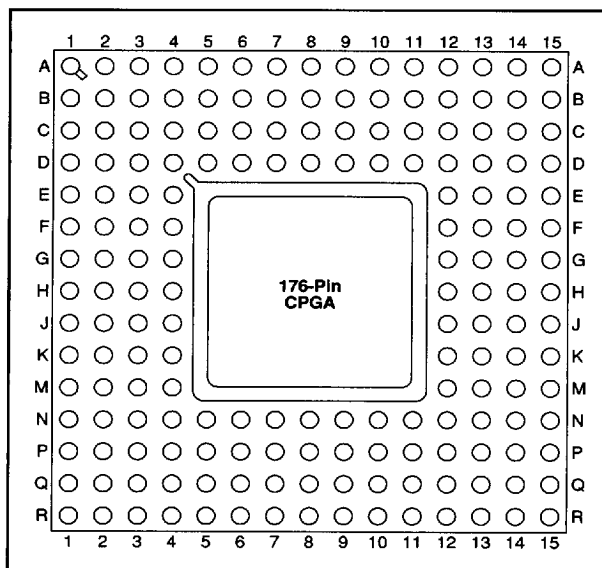 1 2 3 4 5 6 7 8 9 10 11 12 13 14 15
A A
B B
C C
D D
E E
F F
G G
H H
J J
K K
M M
N N
P P
Q Q
R R
176-Pin
CPGA
1 2 3 4 5 6 7 8 9 10 11 12 13 14 15